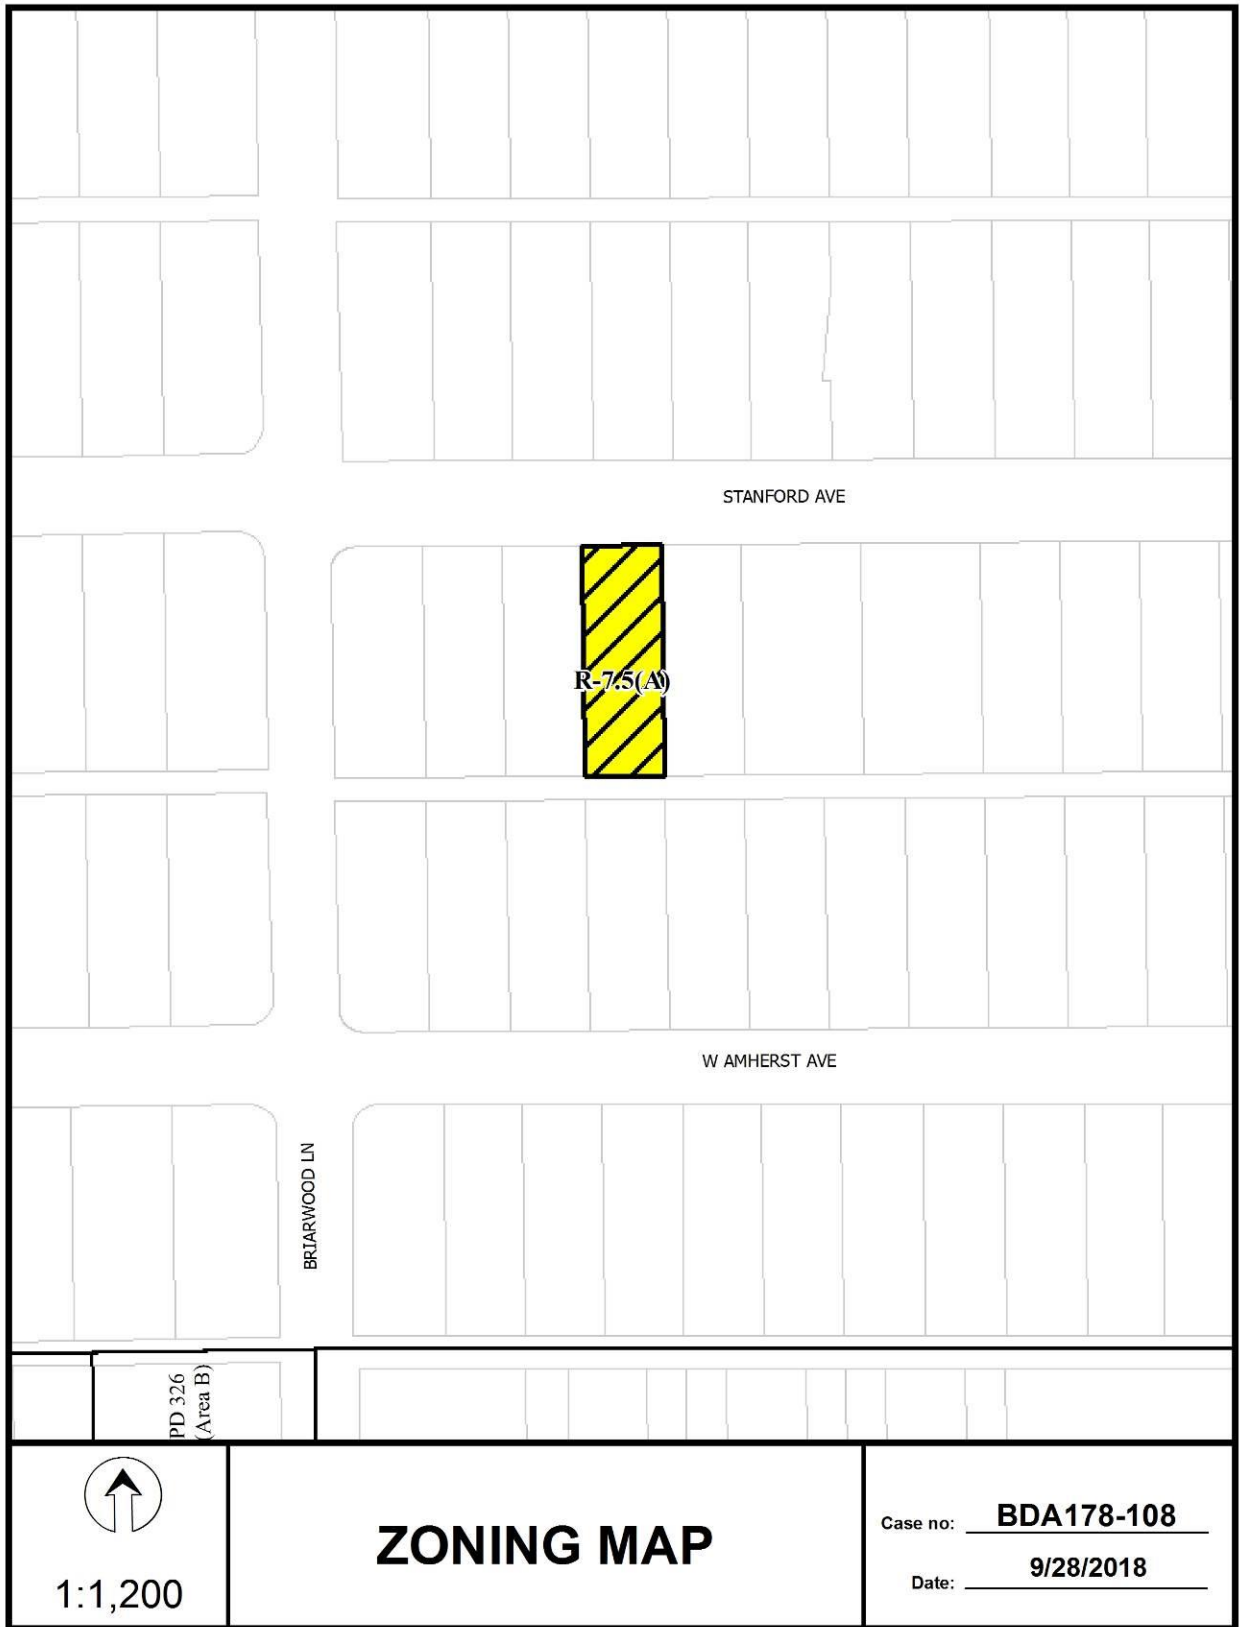 STANFORD AVE
R-7.5(A)
W AMHERST AVE
BRIARWOOD LN
PD 326
(Area B)
1:1,200
ZONING MAP
Case no: BDA178-108
Date: 9/28/2018